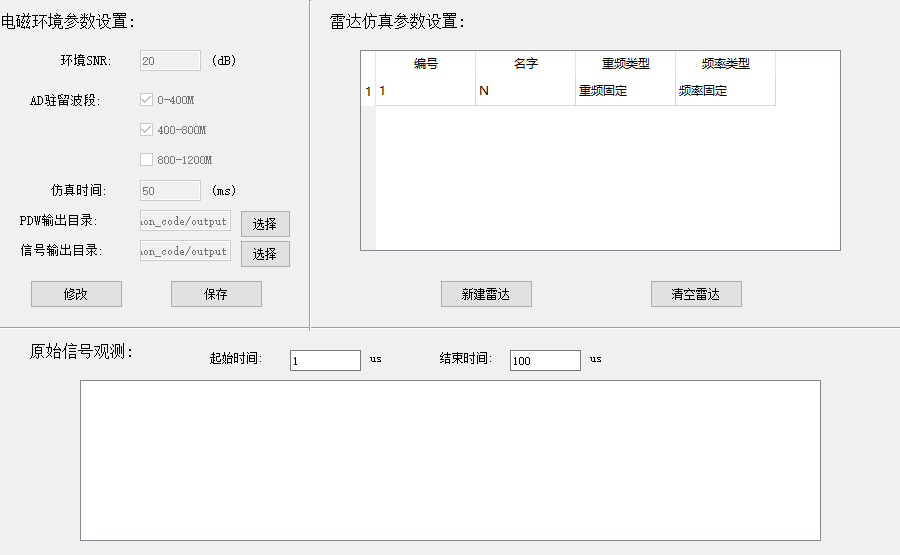 电磁环境参数设置:
环境SNR: 20 (dB)
AD驻留波段: 0-400M
400-800M
800-1200M
仿真时间: 50 (ms)
PDW输出目录: on_code/output 选择
信号输出目录: on_code/output 选择
修改 保存
雷达仿真参数设置:
编号 名字 重频类型 频率类型
1 1 N 重频固定 频率固定
新建雷达 清空雷达
原始信号观测: 起始时间: 1 us 结束时间: 100 us